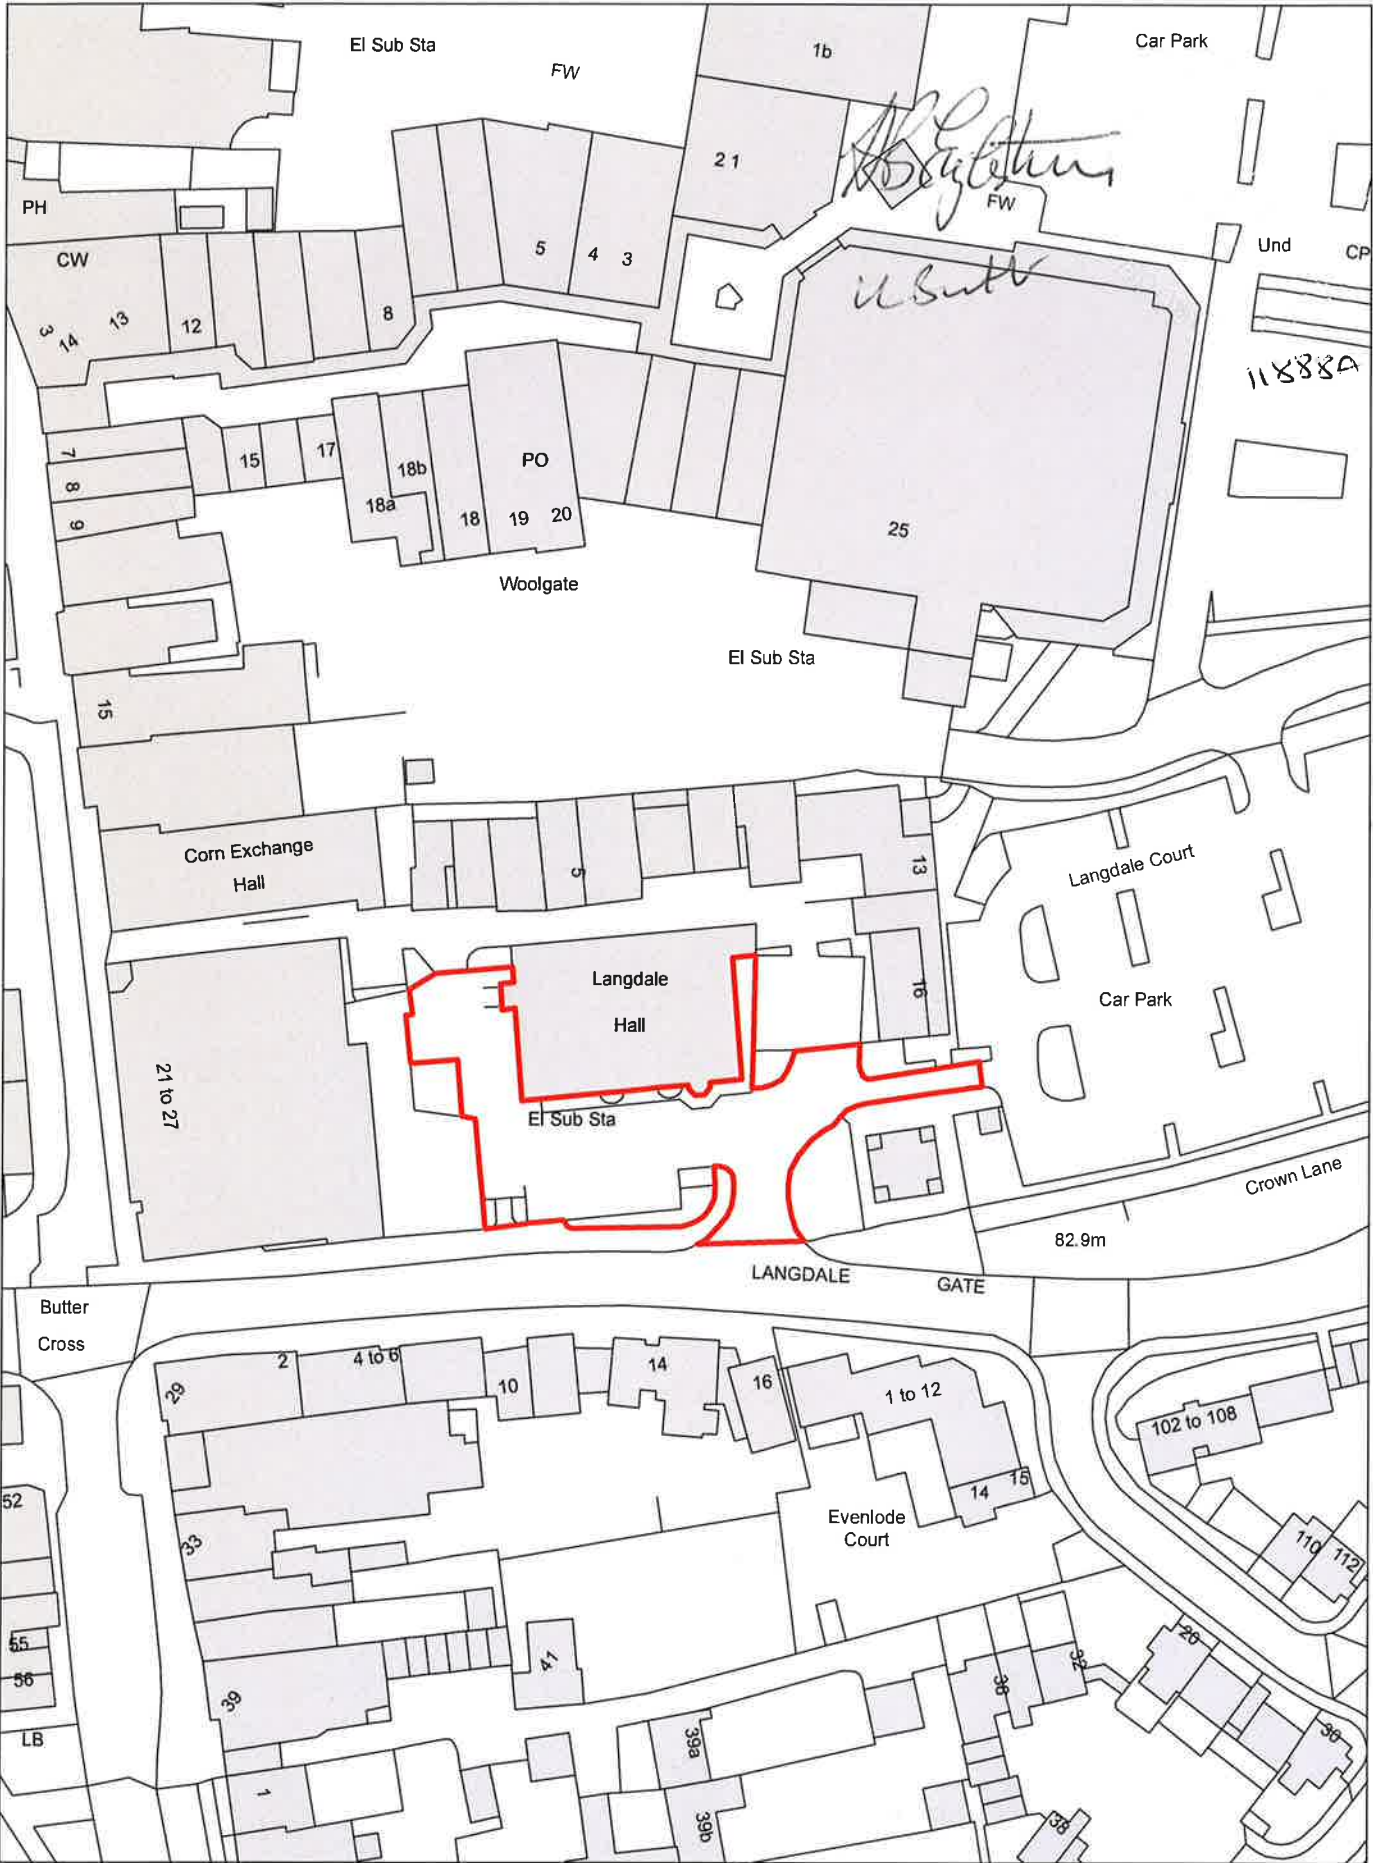 El Sub Sta
FW
1b
Car Park
21
FW
PH
CW
Und
CP
5
4
3
3
14
13
12
8
11888A
7
8
9
15
17
18a
18b
18
PO
19
20
25
Woolgate
El Sub Sta
15
Corn Exchange
Hall
5
13
Langdale Court
Langdale
Hall
16
Car Park
21 to 27
El Sub Sta
Crown Lane
82.9m
LANGDALE
GATE
Butter
Cross
2
4 to 6
29
10
14
16
1 to 12
102 to 108
14
15
52
33
Evenlode
Court
110
112
55
56
41
39
36
32
20
LB
39a
30
1
39b
38